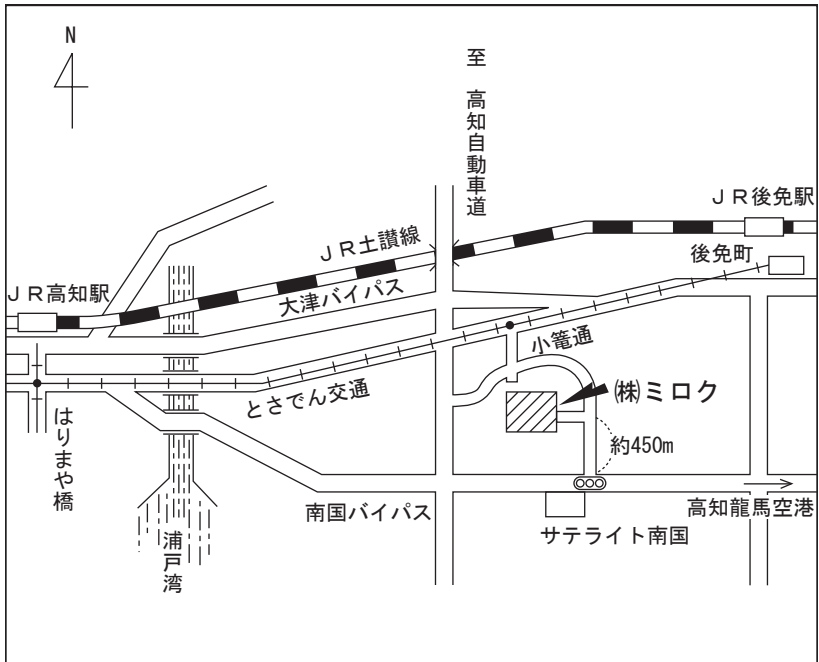 N
至 高知自動車道
ＪＲ後免駅
ＪＲ土讃線
後免町
ＪＲ高知駅
大津バイパス
小篭通
とさでん交通
㈱ミロク
はりまや橋
約450m
南国バイパス
高知龍馬空港
サテライト南国
浦戸湾